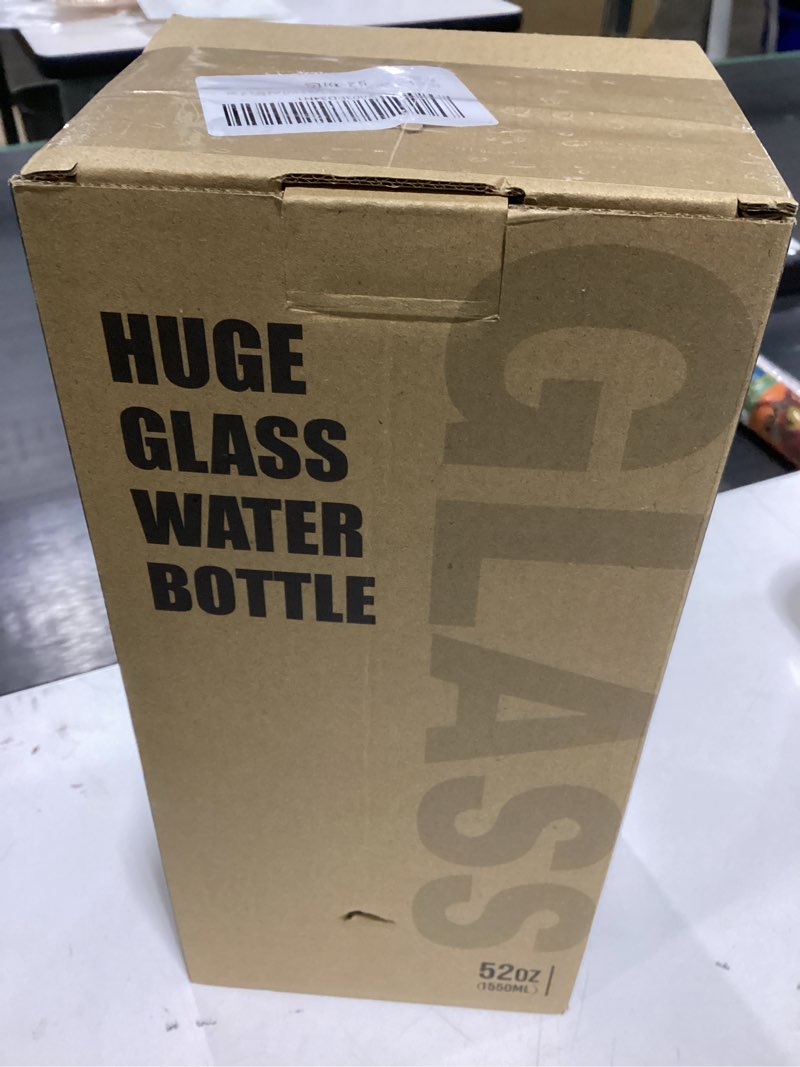 HUGE
GLASS
WATER
BOTTLE
GLASS
52OZ
(1550ML)